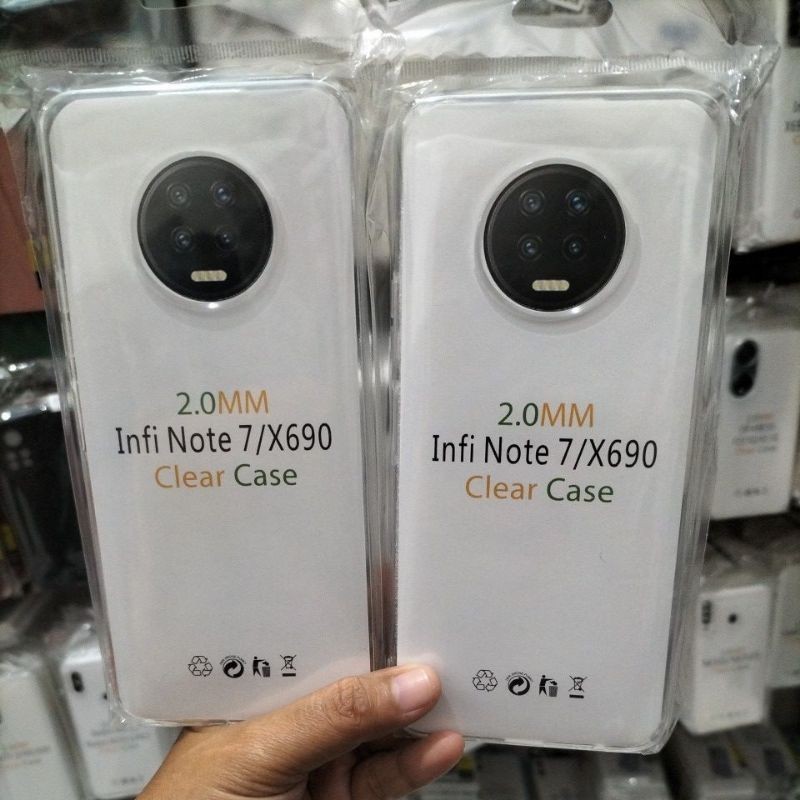 2.0MM
Infi Note 7/X690
Clear Case
2.0MM
Infi Note 7/X690
Clear Case